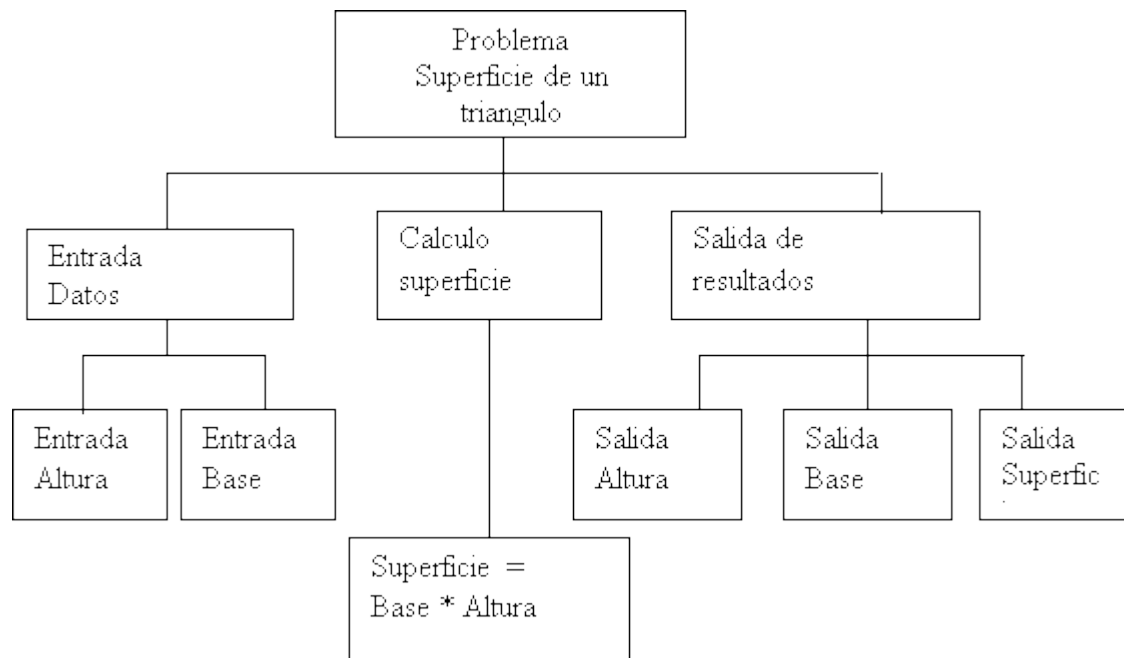 Problema
Superficie de un
triangulo
Entrada
Datos
Calculo
superficie
Salida de
resultados
Entrada
Altura
Entrada
Base
Salida
Altura
Salida
Base
Salida
Superfic
Superficie =
Base * Altura